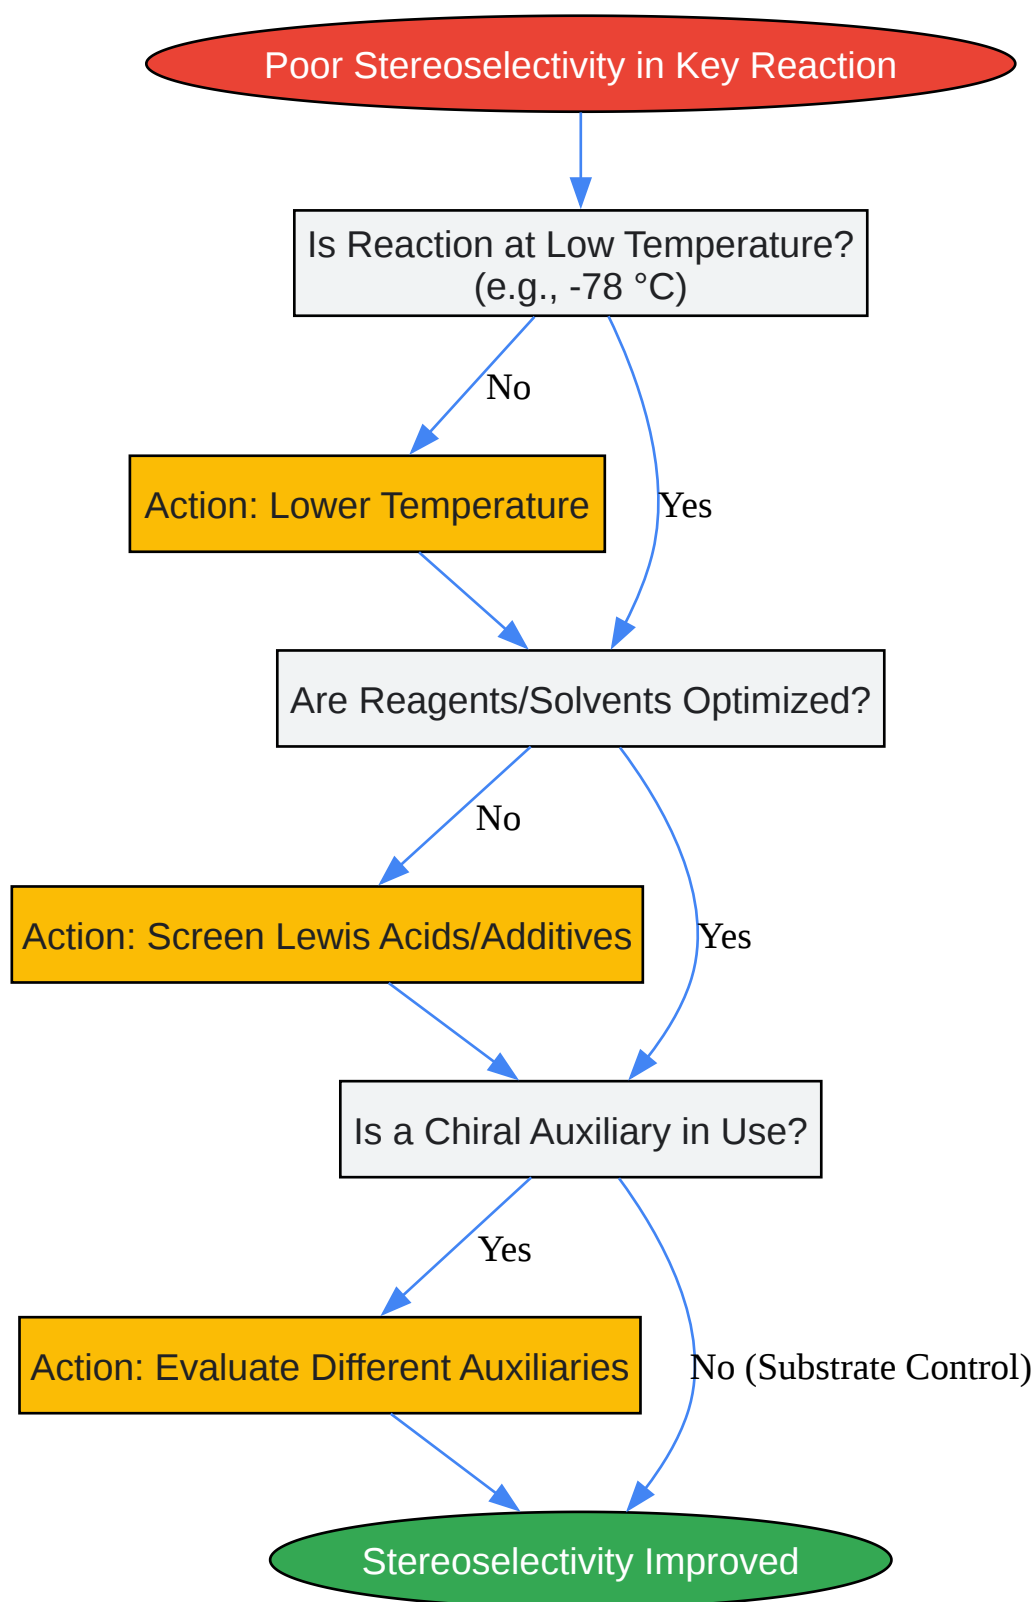 Poor Stereoselectivity in Key Reaction
Is Reaction at Low Temperature?
(e.g., -78 °C)
No
Action: Lower Temperature
Yes
Are Reagents/Solvents Optimized?
No
Action: Screen Lewis Acids/Additives
Yes
Is a Chiral Auxiliary in Use?
Yes
Action: Evaluate Different Auxiliaries
No (Substrate Control)
Stereoselectivity Improved